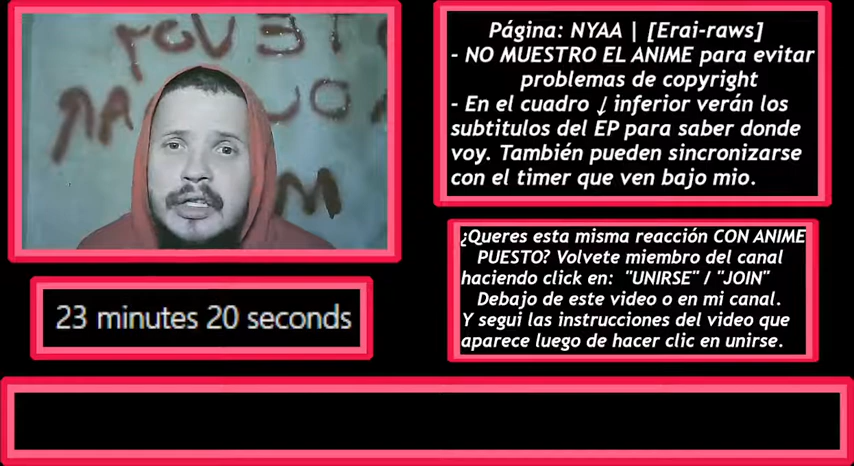 Página: NYAA | [Erai-raws]
- NO MUESTRO EL ANIME para evitar
problemas de copyright
- En el cuadro ↓ inferior verán los
subtitulos del EP para saber donde
voy. También pueden sincronizarse
con el timer que ven bajo mio.
¿Queres esta misma reacción CON ANIME
PUESTO? Volvete miembro del canal
haciendo click en: "UNIRSE" / "JOIN"
Debajo de este video o en mi canal.
Y segui las instrucciones del video que
aparece luego de hacer clic en unirse.
23 minutes 20 seconds